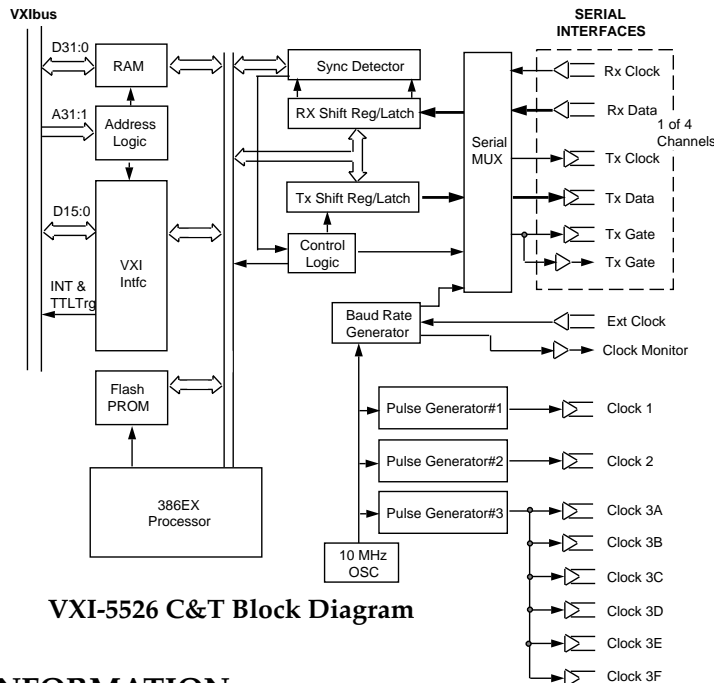 VXIbus
SERIAL
INTERFACES
D31:0
RAM
Sync Detector
Rx Clock
A31:1
Address
Logic
RX Shift Reg/Latch
Serial
MUX
Rx Data
1 of 4
Channels
Tx Clock
D15:0
VXI
Intfc
Tx Shift Reg/Latch
Tx Data
Control
Logic
Tx Gate
Tx Gate
INT &
TTLTrg
Baud Rate
Generator
Ext Clock
Clock Monitor
Flash
PROM
Pulse Generator#1
Clock 1
Pulse Generator#2
Clock 2
386EX
Processor
Pulse Generator#3
Clock 3A
10 MHz
OSC
Clock 3B
Clock 3C
VXI-5526 C&T Block Diagram
Clock 3D
Clock 3E
Clock 3F
NFORMATION